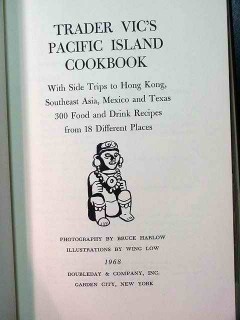 TRADER VIC'S
PACIFIC ISLAND
COOKBOOK
With Side Trips to Hong Kong,
Southeast Asia, Mexico and Texas
300 Food and Drink Recipes
from 18 Different Places
PHOTOGRAPHY BY BRUCE HARLOW
ILLUSTRATIONS BY WING LOW
1968
DOUBLEDAY & COMPANY, INC.
GARDEN CITY, NEW YORK